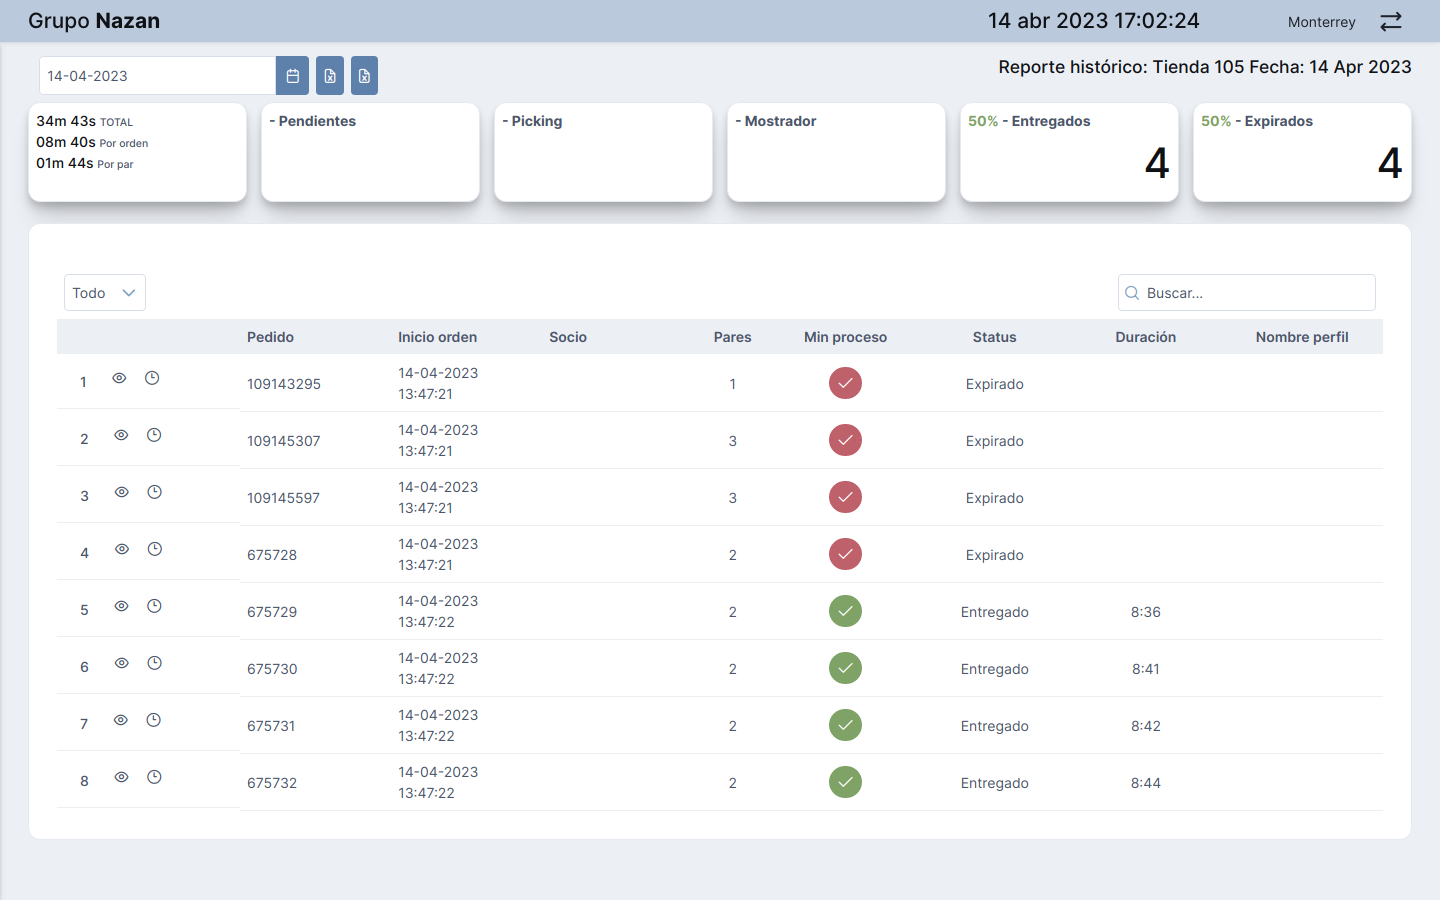 Grupo Nazan
14 abr 2023 17:02:24
Monterrey
14-04-2023
Reporte histórico: Tienda 105 Fecha: 14 Apr 2023
34m 43s TOTAL
08m 40s Por orden
01m 44s Por par
- Pendientes
- Picking
- Mostrador
50% - Entregados
4
50% - Expirados
4
Todo
Buscar...
Pedido Inicio orden Socio Pares Min proceso Status Duración Nombre perfil
1 109143295 14-04-2023 13:47:21 1 Expirado
2 109145307 14-04-2023 13:47:21 3 Expirado
3 109145597 14-04-2023 13:47:21 3 Expirado
4 675728 14-04-2023 13:47:21 2 Expirado
5 675729 14-04-2023 13:47:22 2 Entregado 8:36
6 675730 14-04-2023 13:47:22 2 Entregado 8:41
7 675731 14-04-2023 13:47:22 2 Entregado 8:42
8 675732 14-04-2023 13:47:22 2 Entregado 8:44